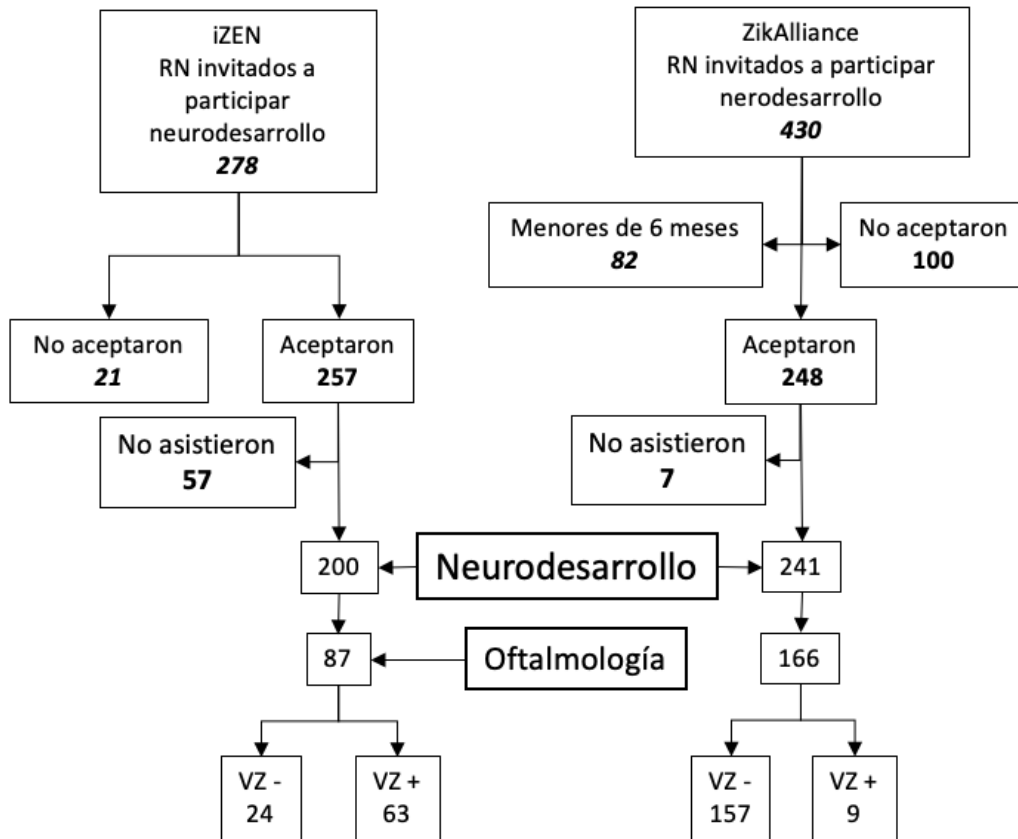 iZEN
RN invitados a
participar
neurodesarrollo
278
ZikAlliance
RN invitados a participar
nerodesarrollo
430
Menores de 6 meses
82
No aceptaron
100
No aceptaron
21
Aceptaron
257
Aceptaron
248
No asistieron
57
No asistieron
7
200
Neurodesarrollo
241
87
Oftalmología
166
VZ -
24
VZ +
63
VZ -
157
VZ +
9